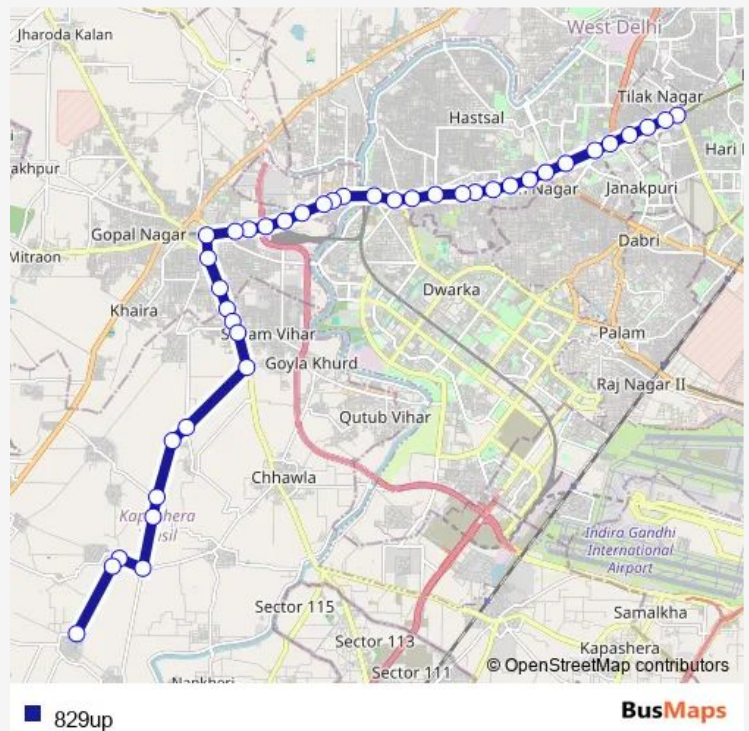 West Delhi
Jharoda Kalan
Tilak Nagar
Hastsal
Hari
akhpur
Nagar
Janakpuri
Gopal Nagar
Dabri
Mitraon
Dwarka
Khaira
Vihar
Palam
Goyla Khurd
Raj Nagar II
Qutub Vihar
Chhawla
Indira Gandhi
International
Airport
Sector 115
Samalkha
Sector 113
Kapashera
Sector 111
© OpenStreetMap contributors
829up
BusMaps